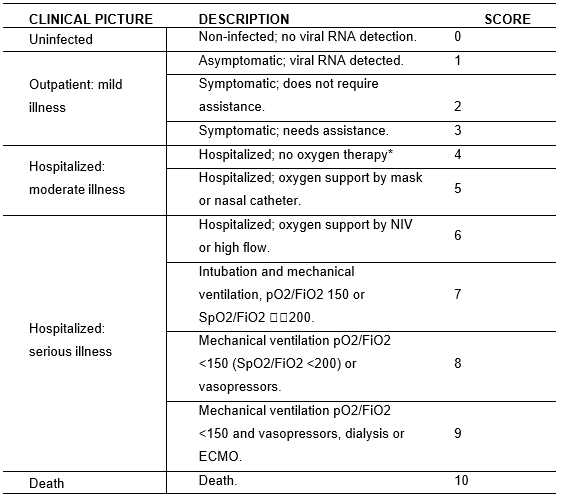 CLINICAL PICTURE DESCRIPTION SCORE
Uninfected Non-infected; no viral RNA detection. 0
Outpatient: mild illness
Asymptomatic; viral RNA detected. 1
Symptomatic; does not require
assistance. 2
Symptomatic; needs assistance. 3
Hospitalized:
moderate illness
Hospitalized; no oxygen therapy* 4
Hospitalized; oxygen support by mask
or nasal catheter. 5
Hospitalized:
serious illness
Hospitalized; oxygen support by NIV
or high flow. 6
Intubation and mechanical
ventilation, pO2/FiO2 150 or
SpO2/FiO2 □□200. 7
Mechanical ventilation pO2/FiO2
<150 (SpO2/FiO2 <200) or
vasopressors. 8
Mechanical ventilation pO2/FiO2
<150 and vasopressors, dialysis or
ECMO. 9
Death Death. 10